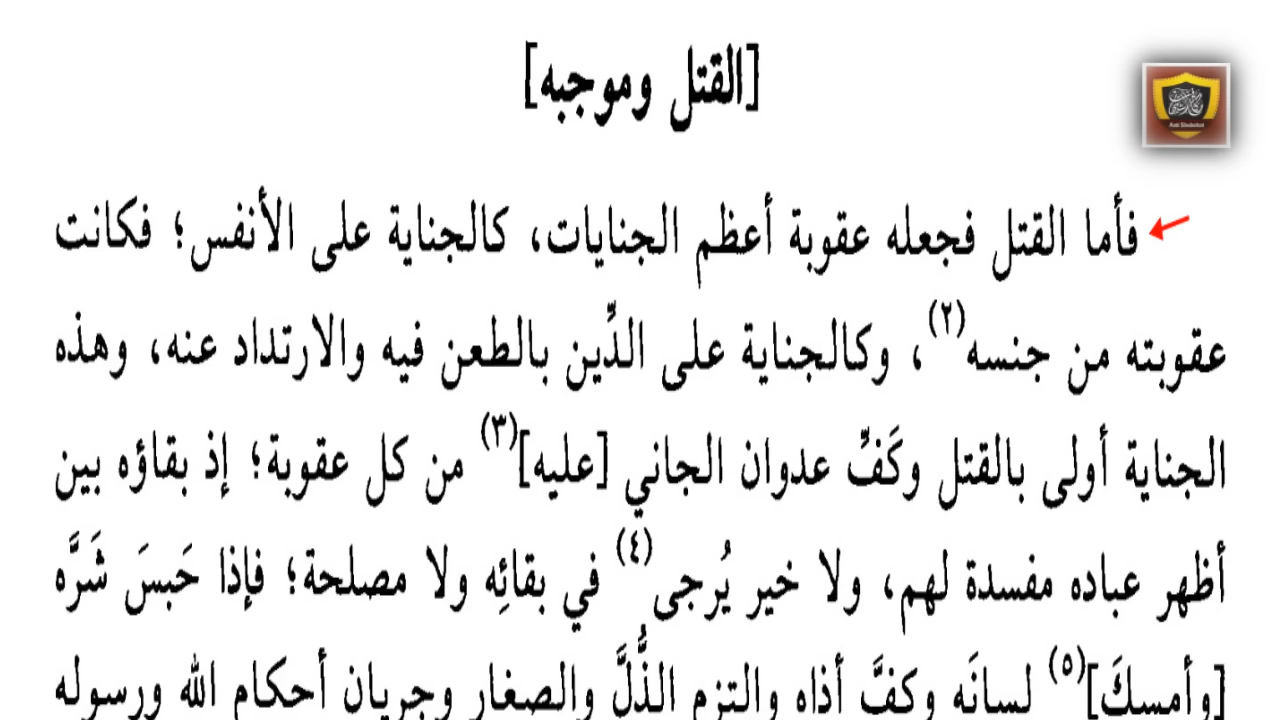 [القتل وموجبه]
فأما القتل فجعله عقوبة أعظم الجنايات، كالجناية على الأنفس؛ فكانت
عقوبته من جنسه(٢)، وكالجناية على الدِّين بالطعن فيه والارتداد عنه، وهذه
الجناية أولى بالقتل وكَفِّ عدوان الجاني [عليه](٣) من كل عقوبة؛ إذ بقاؤه بين
أظهر عباده مفسدة لهم، ولا خير يُرجى(٤) في بقائِه ولا مصلحة؛ فإذا حَبسَ شَرَّه
[وأمسكَ](٥) لسانَه وكفَّ أذاه والتزم الذُّلَّ والصغار وجريان أحكام الله ورسوله